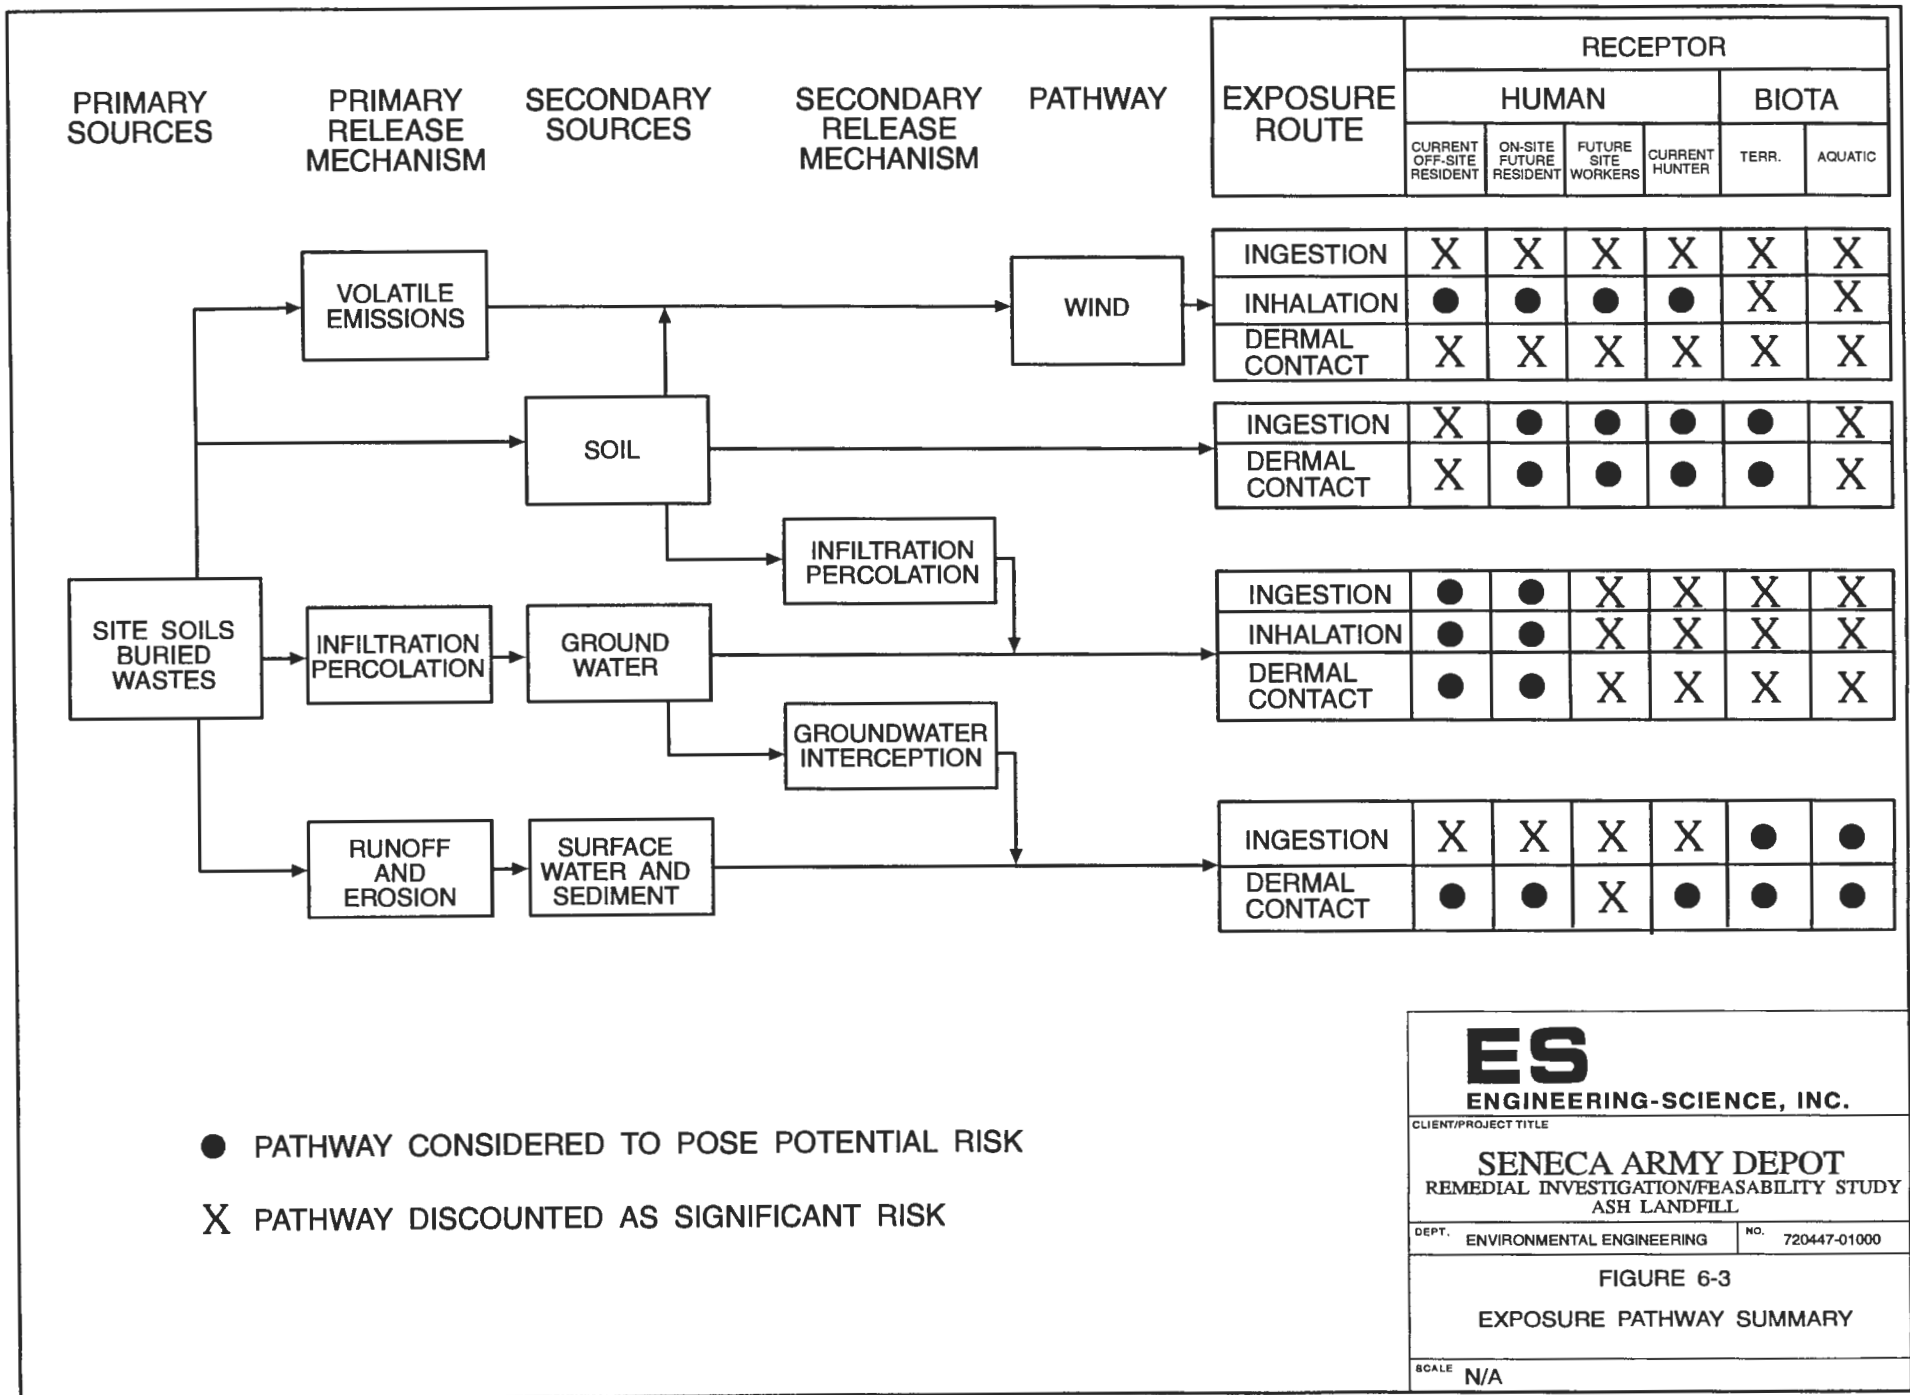 PRIMARY
SOURCES
PRIMARY
RELEASE
MECHANISM
SECONDARY
SOURCES
SECONDARY
RELEASE
MECHANISM
PATHWAY
EXPOSURE
ROUTE
RECEPTOR
HUMAN
BIOTA
CURRENT
OFF-SITE
RESIDENT
ON-SITE
FUTURE
RESIDENT
FUTURE
SITE
WORKERS
CURRENT
HUNTER
TERR.
AQUATIC
VOLATILE
EMISSIONS
WIND
INGESTION X X X X X X
INHALATION ● ● ● ● X X
DERMAL
CONTACT X X X X X X
SOIL
INGESTION X ● ● ● ● X
DERMAL
CONTACT X ● ● ● ● X
INFILTRATION
PERCOLATION
SITE SOILS
BURIED
WASTES
INFILTRATION
PERCOLATION
GROUND
WATER
INGESTION ● ● X X X X
INHALATION ● ● X X X X
DERMAL
CONTACT ● ● X X X X
GROUNDWATER
INTERCEPTION
RUNOFF
AND
EROSION
SURFACE
WATER AND
SEDIMENT
INGESTION X X X X ● ●
DERMAL
CONTACT ● ● X ● ● ●
● PATHWAY CONSIDERED TO POSE POTENTIAL RISK
X PATHWAY DISCOUNTED AS SIGNIFICANT RISK
ES
ENGINEERING-SCIENCE, INC.
CLIENT/PROJECT TITLE
SENECA ARMY DEPOT
REMEDIAL INVESTIGATION/FEASABILITY STUDY
ASH LANDFILL
DEPT. ENVIRONMENTAL ENGINEERING
NO. 720447-01000
FIGURE 6-3
EXPOSURE PATHWAY SUMMARY
SCALE N/A